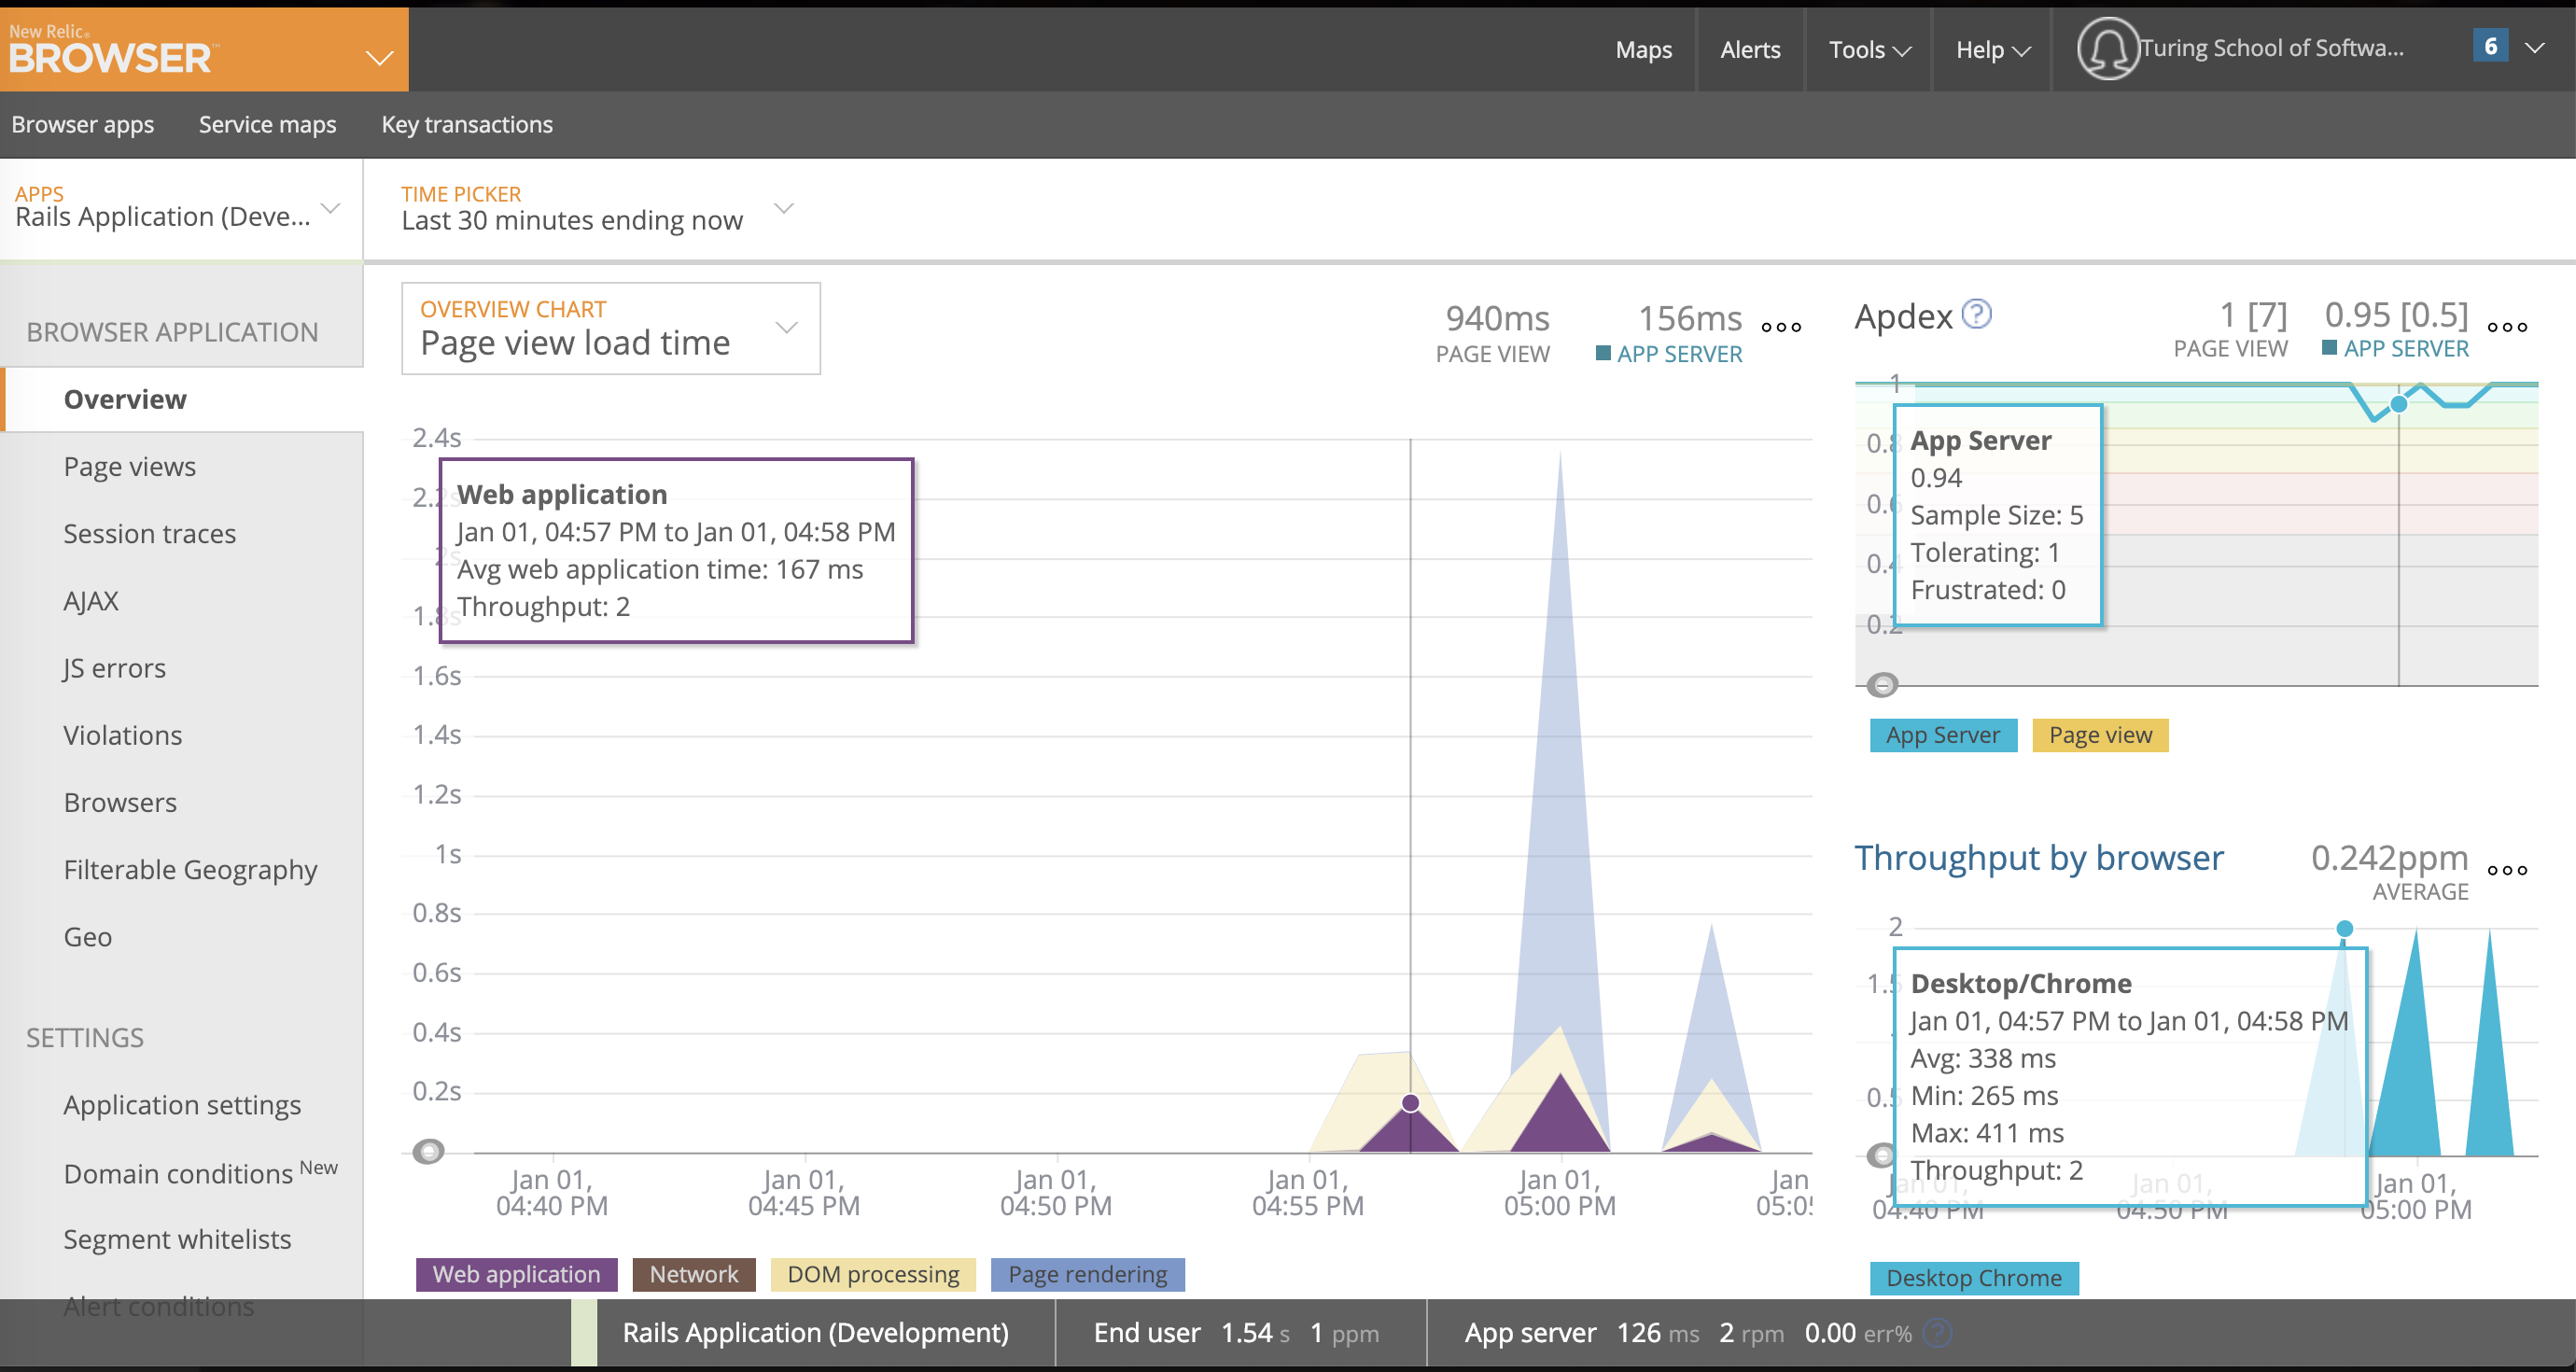 New Relic®
BROWSER™
Maps
Alerts
Tools
Help
Turing School of Softwa...
6
Browser apps
Service maps
Key transactions
APPS
Rails Application (Deve...
TIME PICKER
Last 30 minutes ending now
BROWSER APPLICATION
Overview
Page views
Session traces
AJAX
JS errors
Violations
Browsers
Filterable Geography
Geo
SETTINGS
Application settings
Domain conditions New
Segment whitelists
Alert conditions
OVERVIEW CHART
Page view load time
940ms
PAGE VIEW
156ms
APP SERVER
2.4s
2.2s
2s
1.8s
1.6s
1.4s
1.2s
1s
0.8s
0.6s
0.4s
0.2s
Web application
Jan 01, 04:57 PM to Jan 01, 04:58 PM
Avg web application time: 167 ms
Throughput: 2
Jan 01,
04:40 PM
Jan 01,
04:45 PM
Jan 01,
04:50 PM
Jan 01,
04:55 PM
Jan 01,
05:00 PM
Jan
05:05
Web application
Network
DOM processing
Page rendering
Apdex ?
1 [7]
PAGE VIEW
0.95 [0.5]
APP SERVER
1
0.8
0.6
0.4
0.2
App Server
0.94
Sample Size: 5
Tolerating: 1
Frustrated: 0
App Server
Page view
Throughput by browser
0.242ppm
AVERAGE
2
1.5
0.5
Desktop/Chrome
Jan 01, 04:57 PM to Jan 01, 04:58 PM
Avg: 338 ms
Min: 265 ms
Max: 411 ms
Throughput: 2
Jan 01,
04:40 PM
Jan 01,
04:50 PM
Jan 01,
05:00 PM
Desktop Chrome
Rails Application (Development)
End user 1.54 s 1 ppm
App server 126 ms 2 rpm 0.00 err% ?